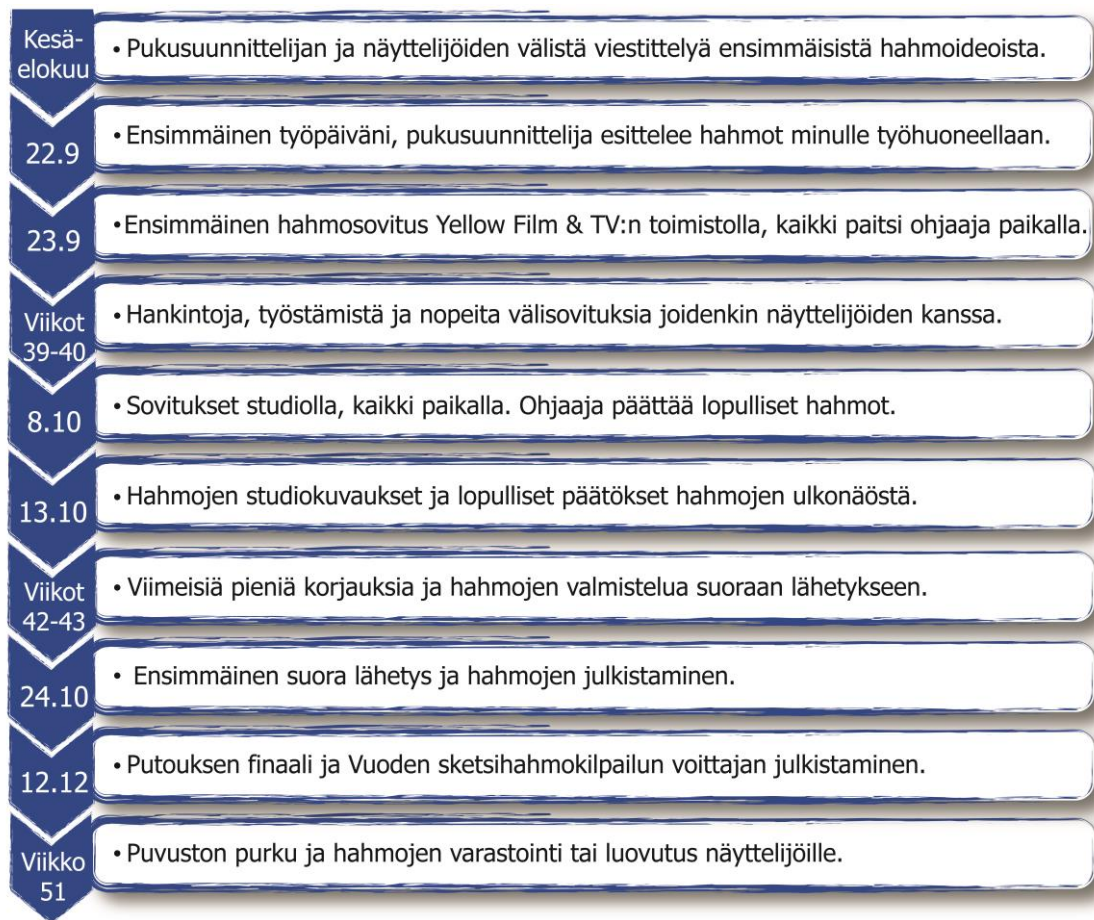 Kesä-
elokuu
• Pukusuunnittelijan ja näyttelijöiden välistä viestittelyä ensimmäisistä hahmoideoista.
22.9
• Ensimmäinen työpäiväni, pukusuunnittelija esittelee hahmot minulle työhuoneellaan.
23.9
• Ensimmäinen hahmosovitus Yellow Film & TV:n toimistolla, kaikki paitsi ohjaaja paikalla.
Viikot
39-40
• Hankintoja, työstämistä ja nopeita välisovituksia joidenkin näyttelijöiden kanssa.
8.10
• Sovitukset studiolla, kaikki paikalla. Ohjaaja päättää lopulliset hahmot.
13.10
• Hahmojen studiokuvaukset ja lopulliset päätökset hahmojen ulkonäöstä.
Viikot
42-43
• Viimeisiä pieniä korjauksia ja hahmojen valmistelua suoraan lähetykseen.
24.10
• Ensimmäinen suora lähetys ja hahmojen julkistaminen.
12.12
• Putouksen finaali ja Vuoden sketsihahmokilpailun voittajan julkistaminen.
Viikko
51
• Puvuston purku ja hahmojen varastointi tai luovutus näyttelijöille.